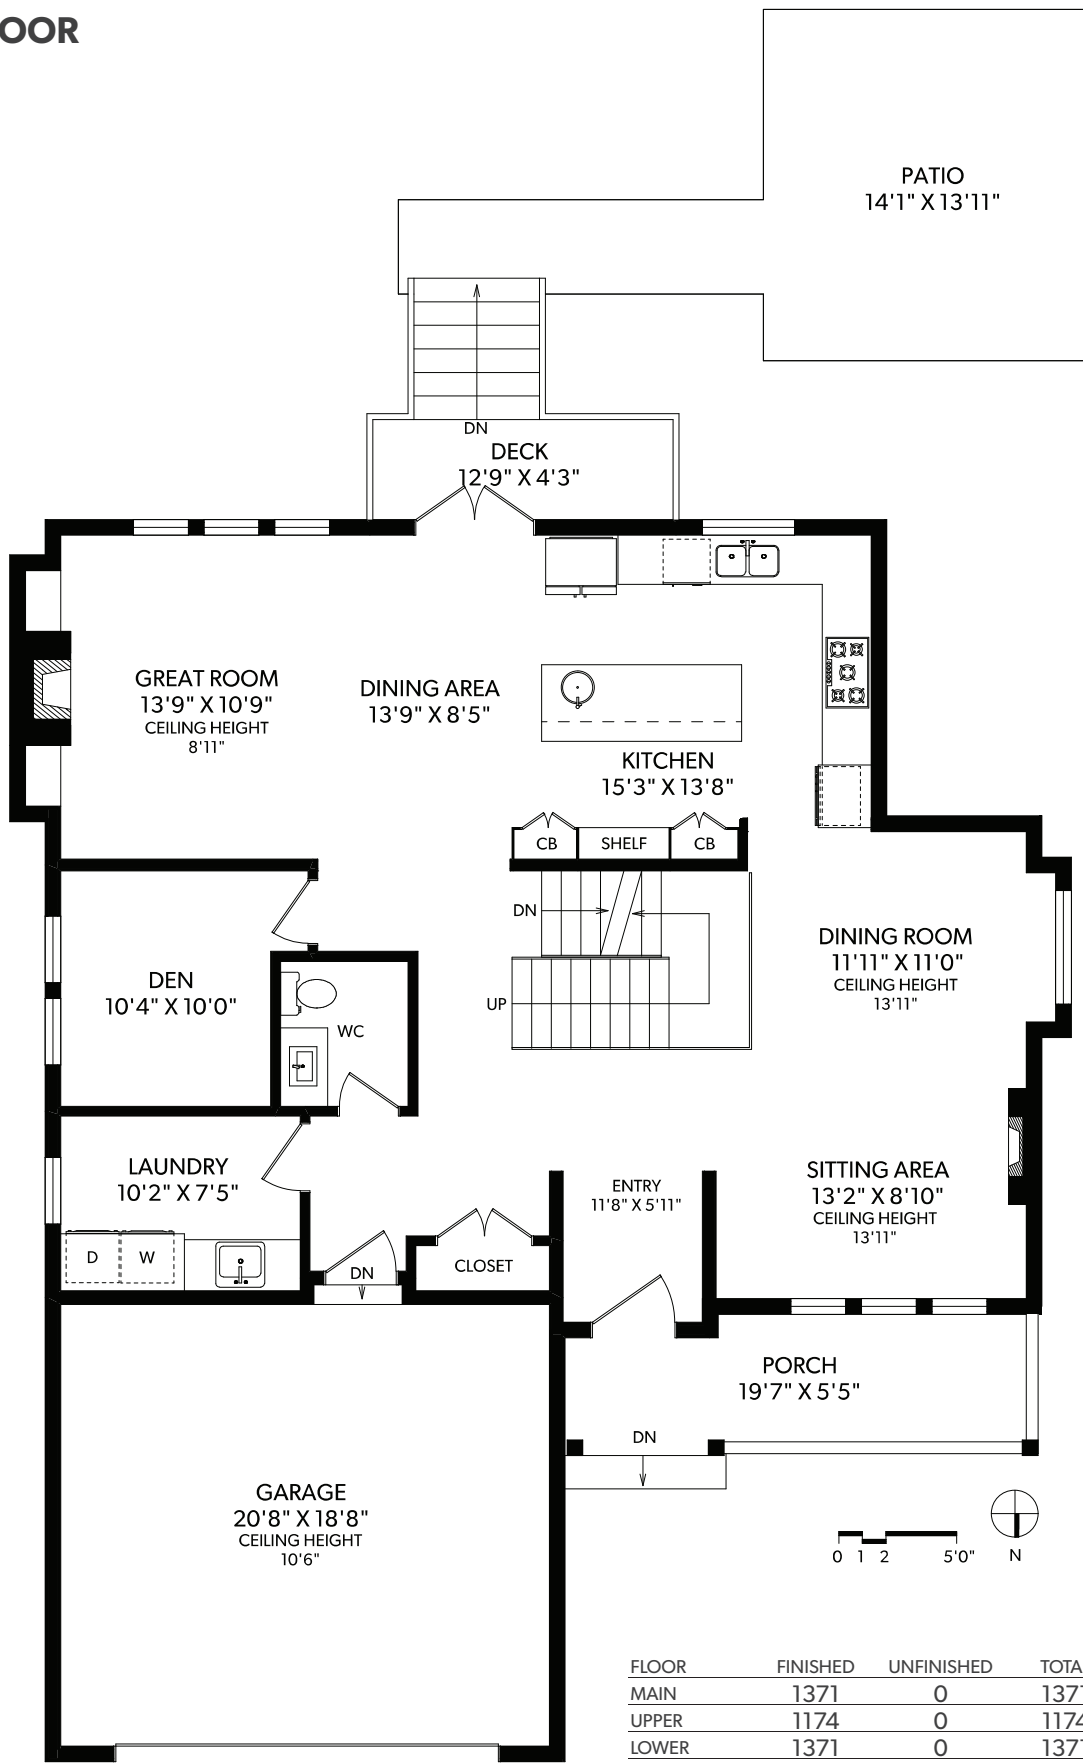 OOR
PATIO
14'1" X 13'11"
DN
DECK
12'9" X 4'3"
GREAT ROOM
13'9" X 10'9"
CEILING HEIGHT
8'11"
DINING AREA
13'9" X 8'5"
KITCHEN
15'3" X 13'8"
CB
SHELF
CB
DN
UP
DINING ROOM
11'11" X 11'0"
CEILING HEIGHT
13'11"
DEN
10'4" X 10'0"
WC
LAUNDRY
10'2" X 7'5"
D
W
DN
CLOSET
ENTRY
11'8" X 5'11"
SITTING AREA
13'2" X 8'10"
CEILING HEIGHT
13'11"
PORCH
19'7" X 5'5"
DN
GARAGE
20'8" X 18'8"
CEILING HEIGHT
10'6"
0 1 2 5'0"
N
FLOOR FINISHED UNFINISHED TOTA
MAIN 1371 0 1371
UPPER 1174 0 1174
LOWER 1371 0 1371